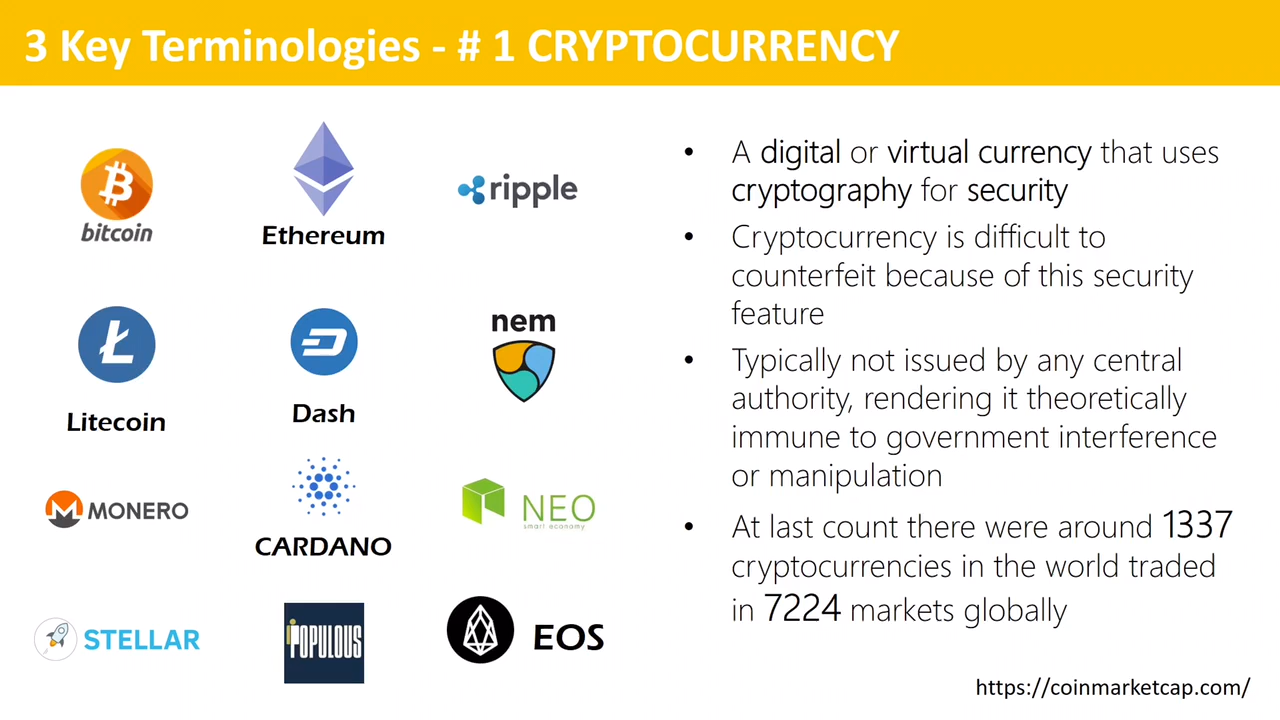 3 Key Terminologies - # 1 CRYPTOCURRENCY
bitcoin
Ethereum
ripple
Litecoin
Dash
nem
MONERO
CARDANO
NEO
smart economy
STELLAR
POPULOUS
EOS
• A digital or virtual currency that uses
cryptography for security
• Cryptocurrency is difficult to
counterfeit because of this security
feature
• Typically not issued by any central
authority, rendering it theoretically
immune to government interference
or manipulation
• At last count there were around 1337
cryptocurrencies in the world traded
in 7224 markets globally
https://coinmarketcap.com/